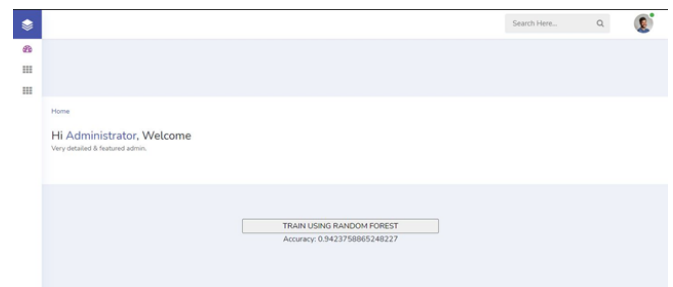 Search Here...
Home
Hi Administrator, Welcome
Very detailed & featured admin.
TRAIN USING RANDOM FOREST
Accuracy: 0.9423758865248227